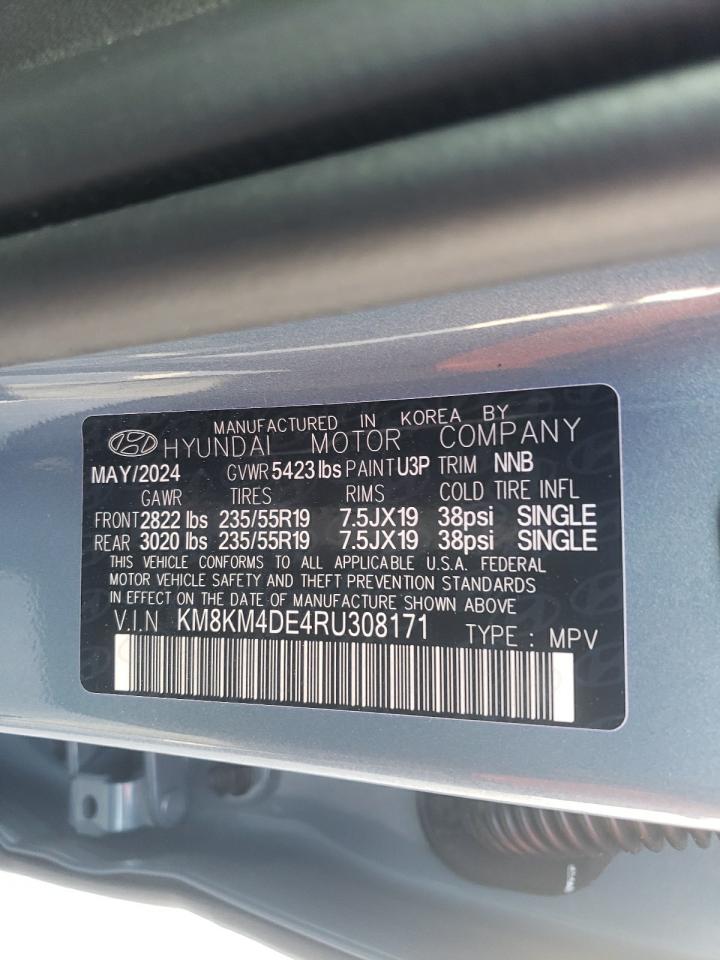 MANUFACTURED IN KOREA BY
HYUNDAI MOTOR COMPANY
MAY/2024 GVWR 5423 lbs PAINT U3P TRIM NNB
GAWR TIRES RIMS COLD TIRE INFL
FRONT 2822 lbs 235/55R19 7.5JX19 38psi SINGLE
REAR 3020 lbs 235/55R19 7.5JX19 38psi SINGLE
THIS VEHICLE CONFORMS TO ALL APPLICABLE U.S.A. FEDERAL
MOTOR VEHICLE SAFETY AND THEFT PREVENTION STANDARDS
IN EFFECT ON THE DATE OF MANUFACTURE SHOWN ABOVE
V.I.N KM8KM4DE4RU308171 TYPE : MPV